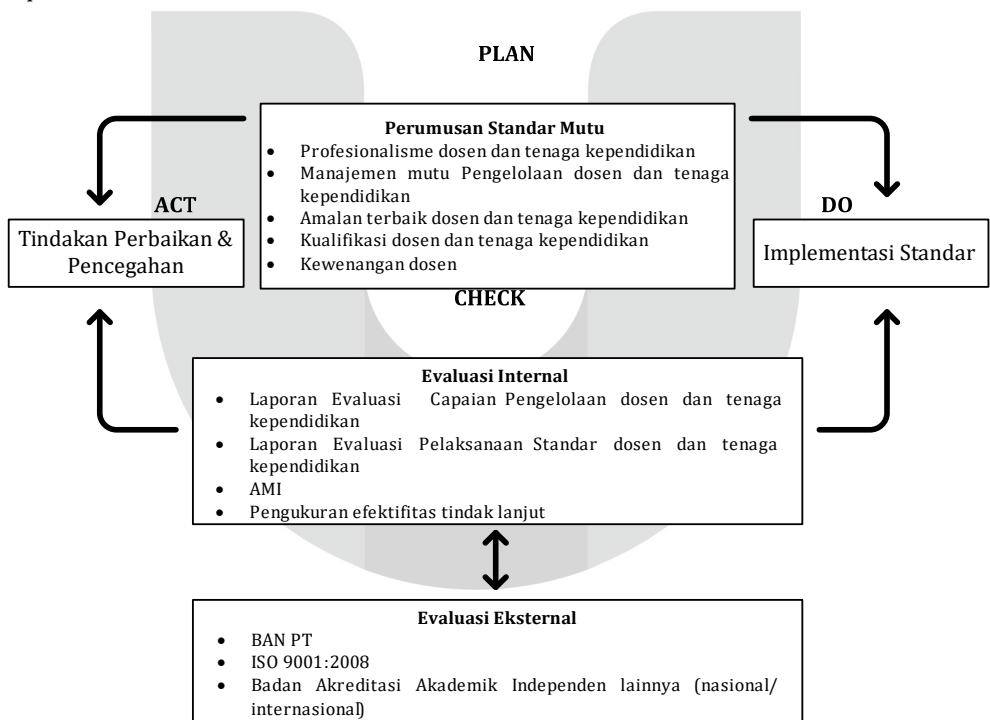 PLAN
Perumusan Standar Mutu
• Profesionalisme dosen dan tenaga kependidikan
• Manajemen mutu Pengelolaan dosen dan tenaga
kependidikan
• Amalan terbaik dosen dan tenaga kependidikan
• Kualifikasi dosen dan tenaga kependidikan
• Kewenangan dosen
ACT
Tindakan Perbaikan &
Pencegahan
DO
Implementasi Standar
CHECK
Evaluasi Internal
• Laporan Evaluasi Capaian Pengelolaan dosen dan tenaga
kependidikan
• Laporan Evaluasi Pelaksanaan Standar dosen dan tenaga
kependidikan
• AMI
• Pengukuran efektifitas tindak lanjut
Evaluasi Eksternal
• BAN PT
• ISO 9001:2008
• Badan Akreditasi Akademik Independen lainnya (nasional/
internasional)